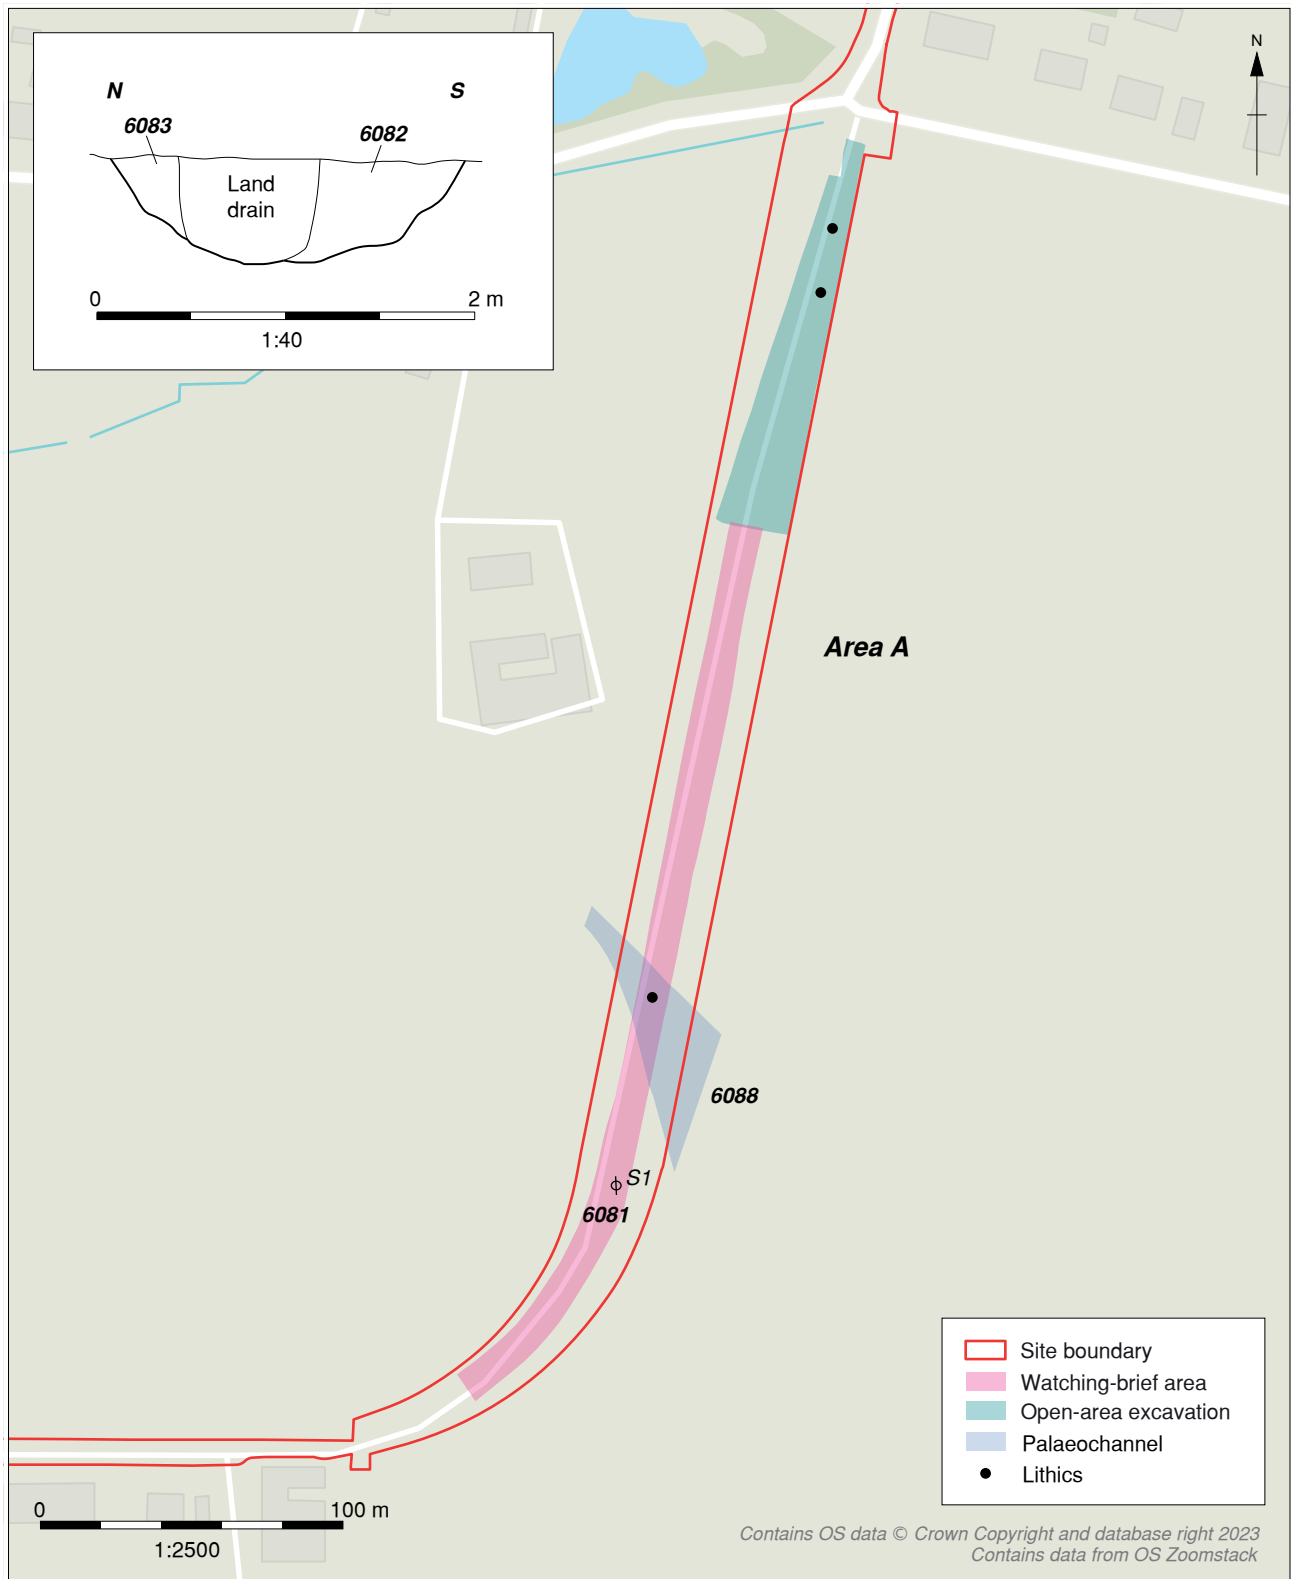 N
S
6083
6082
Land
drain
0
2 m
1:40
N
Area A
6088
S1
6081
Site boundary
Watching-brief area
Open-area excavation
Palaeochannel
Lithics
0
100 m
1:2500
Contains OS data © Crown Copyright and database right 2023
Contains data from OS Zoomstack